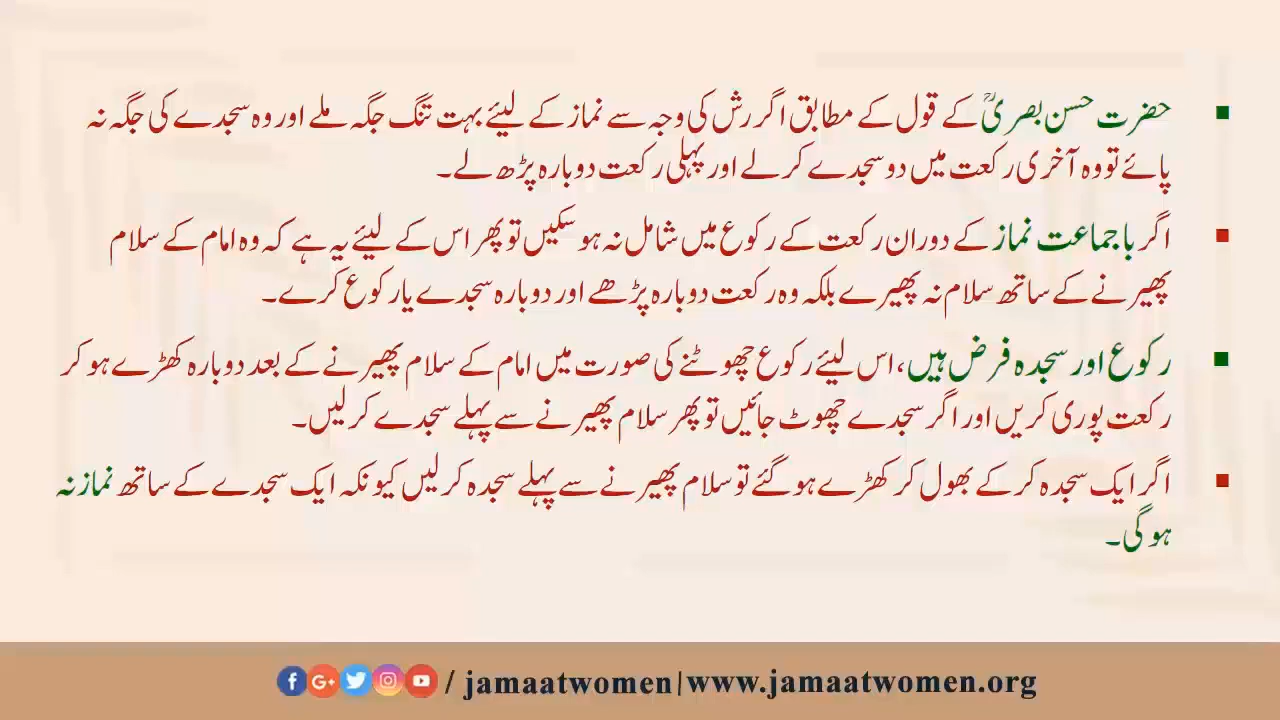 حضرت حسن بصریؒ کے قول کے مطابق اگر رش کی وجہ سے نماز کے لیئے بہت تنگ جگہ ملے اور وہ سجدے کی جگہ نہ
پائے تو وہ آخری رکعت میں دو سجدے کرلے اور پہلی رکعت دوبارہ پڑھ لے۔
اگر باجماعت نماز کے دوران رکعت کے رکوع میں شامل نہ ہو سکیں تو پھر اس کے لیئے یہ ہے کہ وہ امام کے سلام
پھیرنے کے ساتھ سلام نہ پھیرے بلکہ وہ رکعت دوبارہ پڑھے اور دوبارہ سجدے یا رکوع کرے۔
رکوع اور سجدہ فرض ہیں، اس لیئے رکوع چھوٹنے کی صورت میں امام کے سلام پھیرنے کے بعد دوبارہ کھڑے ہو کر
رکعت پوری کریں اور اگر سجدے چھوٹ جائیں تو پھر سلام پھیرنے سے پہلے سجدے کرلیں۔
اگر ایک سجدہ کر کے بھول کر کھڑے ہو گئے تو سلام پھیرنے سے پہلے سجدہ کرلیں کیونکہ ایک سجدے کے ساتھ نماز نہ
ہو گی۔
/ jamaatwomen|www.jamaatwomen.org